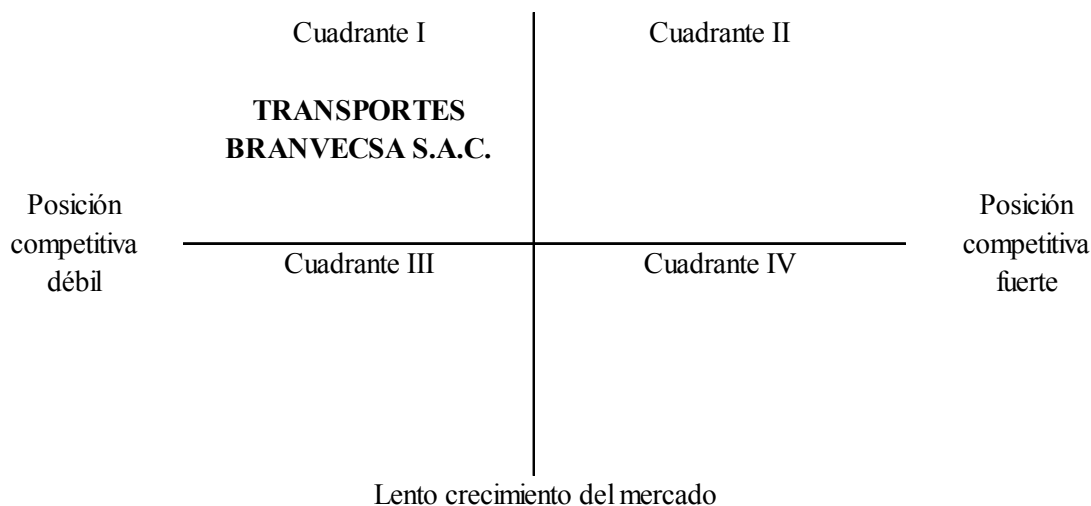 Cuadrante I
Cuadrante II
TRANSPORTES
BRANVECSA S.A.C.
Posición
competitiva
débil
Posición
competitiva
fuerte
Cuadrante III
Cuadrante IV
Lento crecimiento del mercado